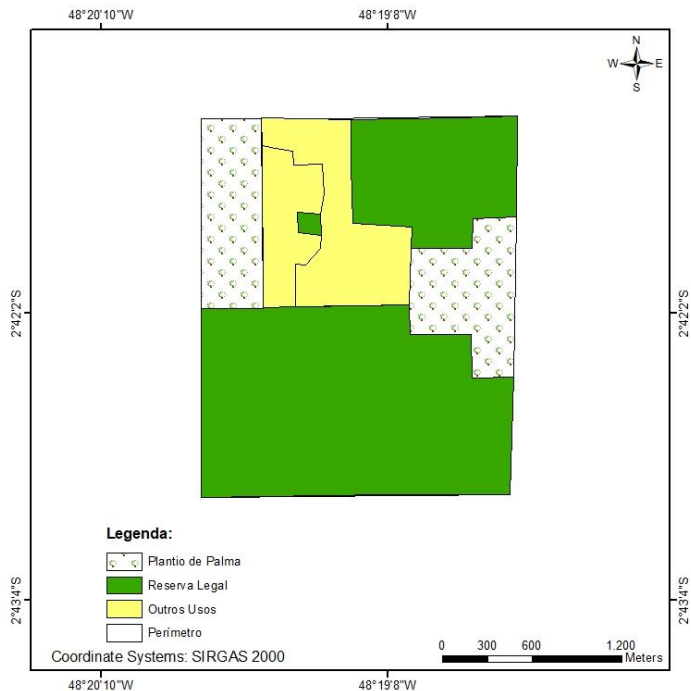 48°20'10"W 48°19'8"W
N
W E
S
2°42'2"S 2°42'2"S
Legenda:
Plantio de Palma
Reserva Legal
Outros Usos
Perímetro
2°43'4"S 2°43'4"S
0 300 600 1.200
Meters
Coordinate Systems: SIRGAS 2000
48°20'10"W 48°19'8"W